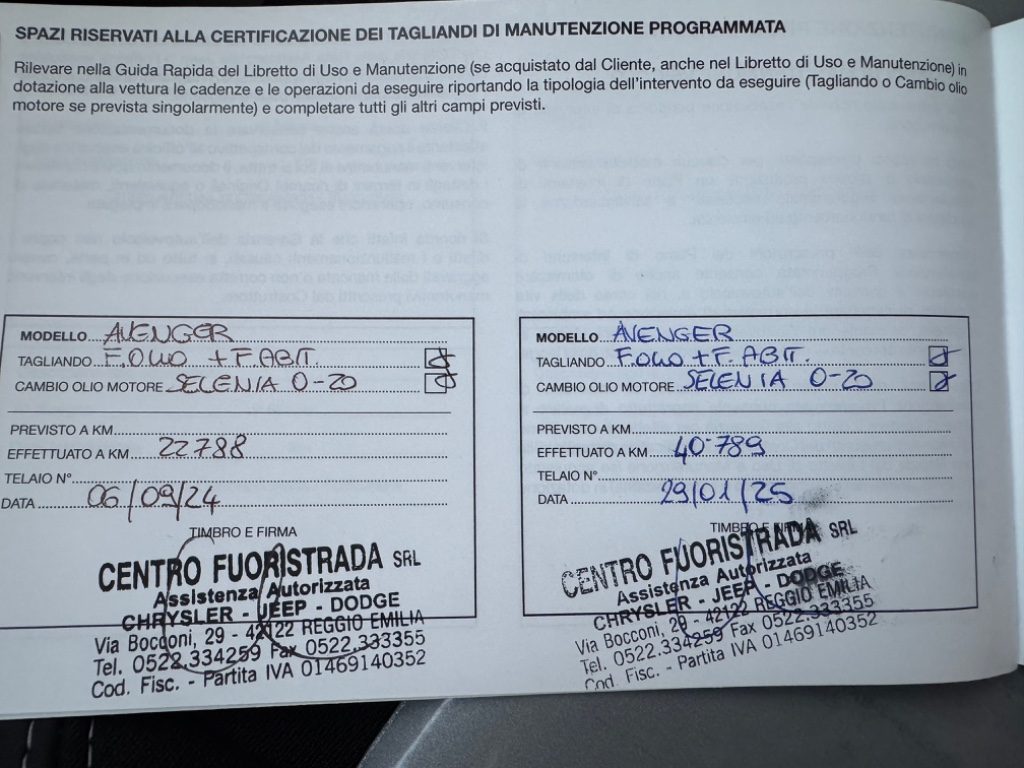 SPAZI RISERVATI ALLA CERTIFICAZIONE DEI TAGLIANDI DI MANUTENZIONE PROGRAMMATA
Rilevare nella Guida Rapida del Libretto di Uso e Manutenzione (se acquistato dal Cliente, anche nel Libretto di Uso e Manutenzione) in
dotazione alla vettura le cadenze e le operazioni da eseguire riportando la tipologia dell'intervento da eseguire (Tagliando o Cambio olio
motore se prevista singolarmente) e completare tutti gli altri campi previsti.
MODELLO AVENGER
TAGLIANDO F. OLIO + F. ABIT.
CAMBIO OLIO MOTORE SELENIA 0-20
PREVISTO A KM
EFFETTUATO A KM 22788
TELAIO N°
DATA 06/09/24
TIMBRO E FIRMA
CENTRO FUORISTRADA SRL
Assistenza Autorizzata
CHRYSLER - JEEP - DODGE
Via Bocconi, 29 - 42122 REGGIO EMILIA
Tel. 0522.334259 Fax 0522.333355
Cod. Fisc. - Partita IVA 01469140352
MODELLO AVENGER
TAGLIANDO F. OLIO + F. ABIT.
CAMBIO OLIO MOTORE SELENIA 0-20
PREVISTO A KM
EFFETTUATO A KM 40789
TELAIO N°
DATA 29/01/25
TIMBRO E FIRMA
CENTRO FUORISTRADA SRL
Assistenza Autorizzata
CHRYSLER - JEEP - DODGE
Via Bocconi, 29 - 42122 REGGIO EMILIA
Tel. 0522.334259 Fax 0522.333355
Cod. Fisc. - Partita IVA 01469140352